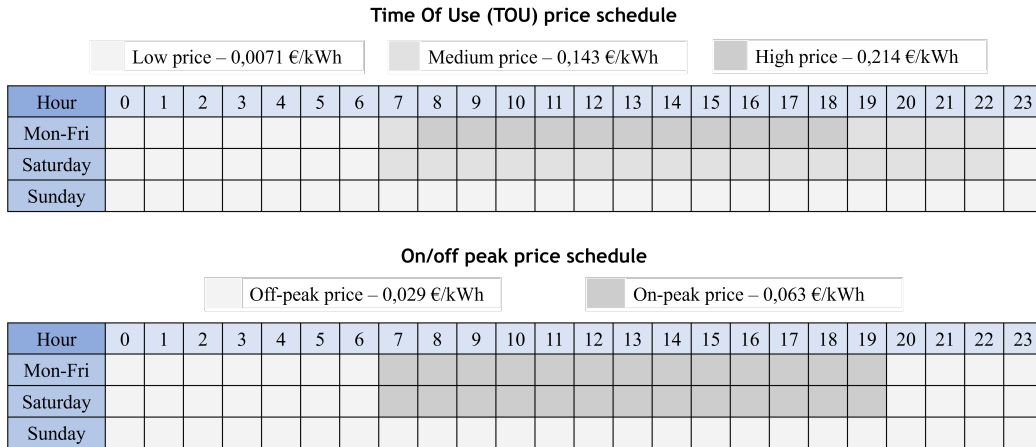 Time Of Use (TOU) price schedule
Low price – 0,0071 €/kWh Medium price – 0,143 €/kWh High price – 0,214 €/kWh
Hour 0 1 2 3 4 5 6 7 8 9 10 11 12 13 14 15 16 17 18 19 20 21 22 23
Mon-Fri
Saturday
Sunday
On/off peak price schedule
Off-peak price – 0,029 €/kWh On-peak price – 0,063 €/kWh
Hour 0 1 2 3 4 5 6 7 8 9 10 11 12 13 14 15 16 17 18 19 20 21 22 23
Mon-Fri
Saturday
Sunday